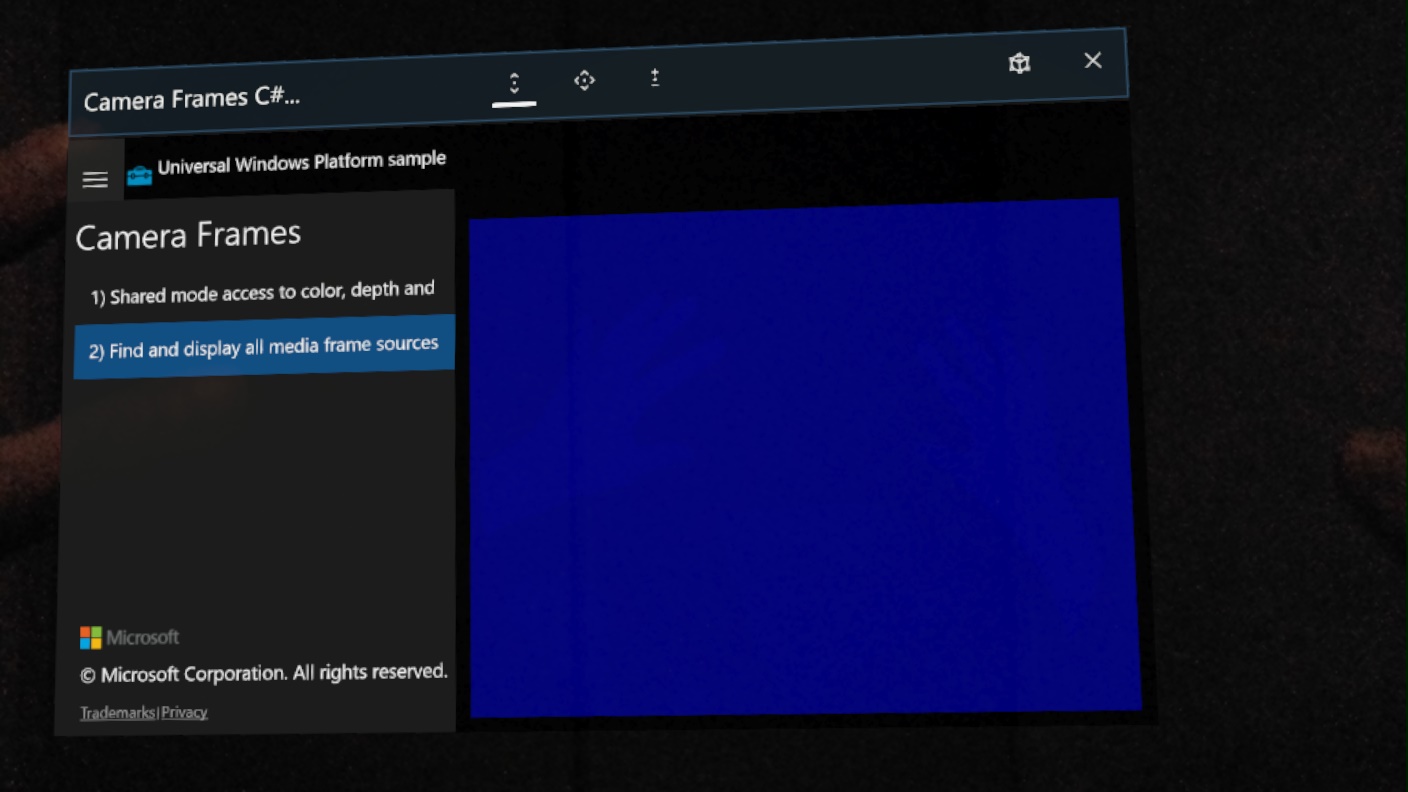 Camera Frames C#...
Universal Windows Platform sample
Camera Frames
1) Shared mode access to color, depth and
2) Find and display all media frame sources
Microsoft
© Microsoft Corporation. All rights reserved.
Trademarks|Privacy